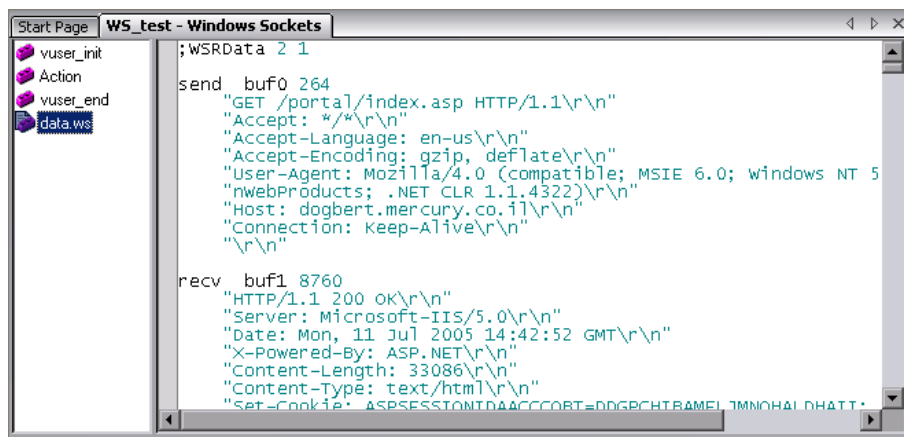 Start Page
WS_test - Windows Sockets
vuser_init
Action
vuser_end
data.ws
;WSRData 2 1
send buf0 264
"GET /portal/index.asp HTTP/1.1\r\n"
"Accept: */*\r\n"
"Accept-Language: en-us\r\n"
"Accept-Encoding: gzip, deflate\r\n"
"User-Agent: Mozilla/4.0 (compatible; MSIE 6.0; Windows NT 5
"nWebProducts; .NET CLR 1.1.4322)\r\n"
"Host: dogbert.mercury.co.il\r\n"
"Connection: Keep-Alive\r\n"
"\r\n"
recv buf1 8760
"HTTP/1.1 200 OK\r\n"
"Server: Microsoft-IIS/5.0\r\n"
"Date: Mon, 11 Jul 2005 14:42:52 GMT\r\n"
"X-Powered-By: ASP.NET\r\n"
"Content-Length: 33086\r\n"
"Content-Type: text/html\r\n"
"Set-Cookie: